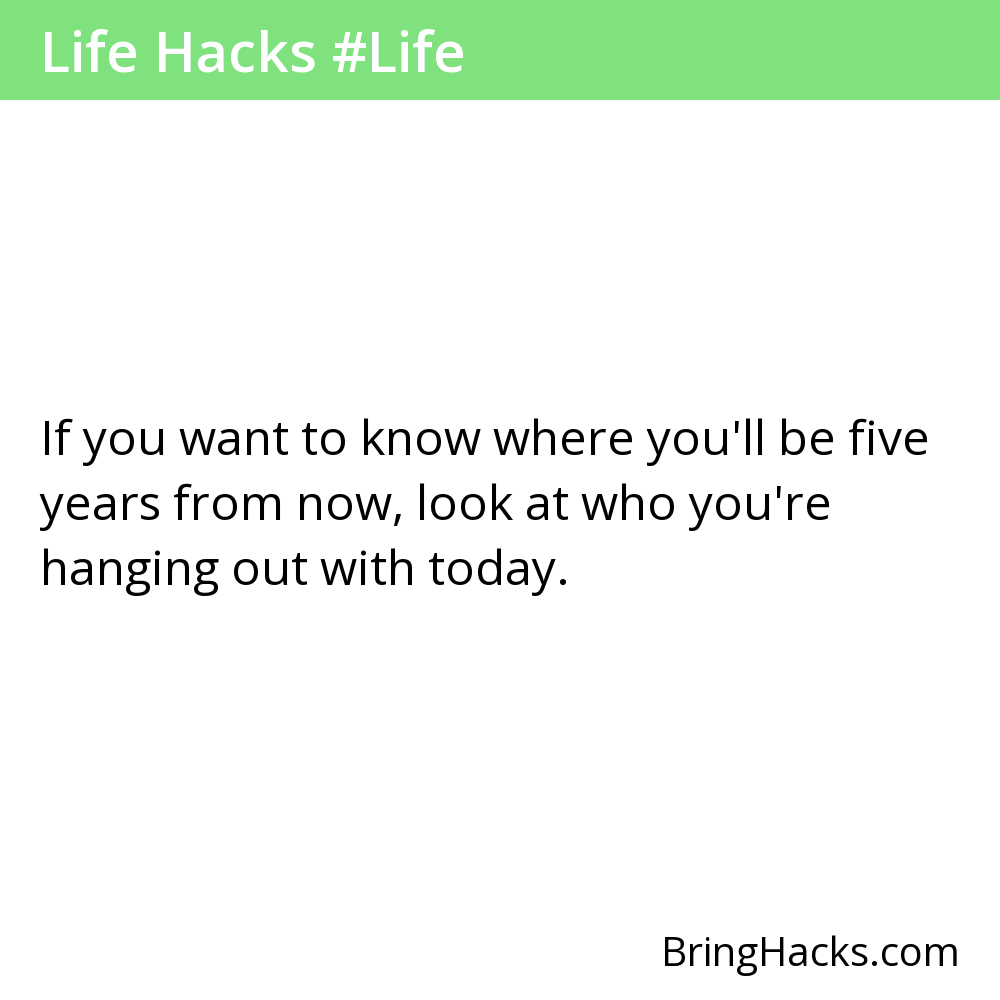 Life Hacks #Life
If you want to know where you'll be five
years from now, look at who you're
hanging out with today.
BringHacks.com